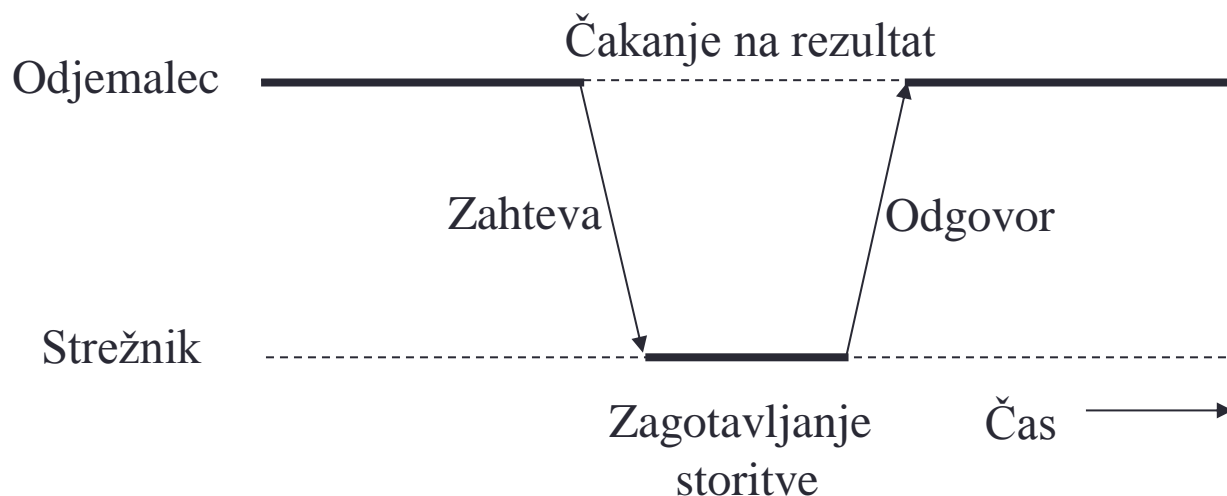 Čakanje na rezultat
Odjemalec
Zahteva
Odgovor
Strežnik
Zagotavljanje
storitve
Čas